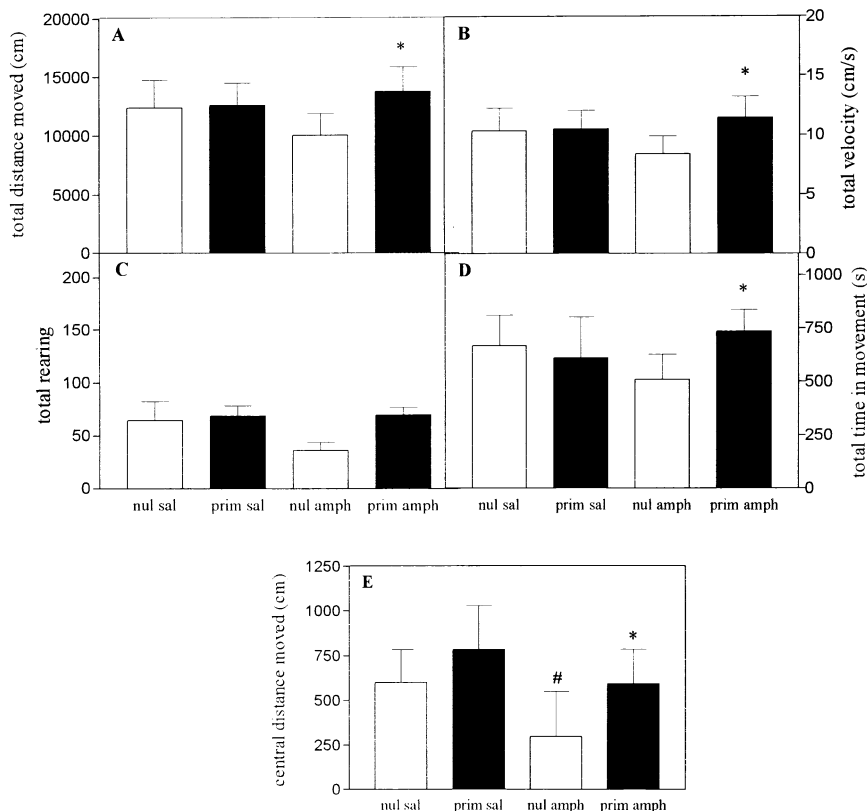 A
total distance moved (cm)
20000
15000
10000
5000
0
*
B
total velocity (cm/s)
20
15
10
5
0
*
C
total rearing
200
150
100
50
0
nul sal prim sal nul amph prim amph
D
total time in movement (s)
1000
750
500
250
0
*
nul sal prim sal nul amph prim amph
E
central distance moved (cm)
1250
1000
750
500
250
0
#
*
nul sal prim sal nul amph prim amph